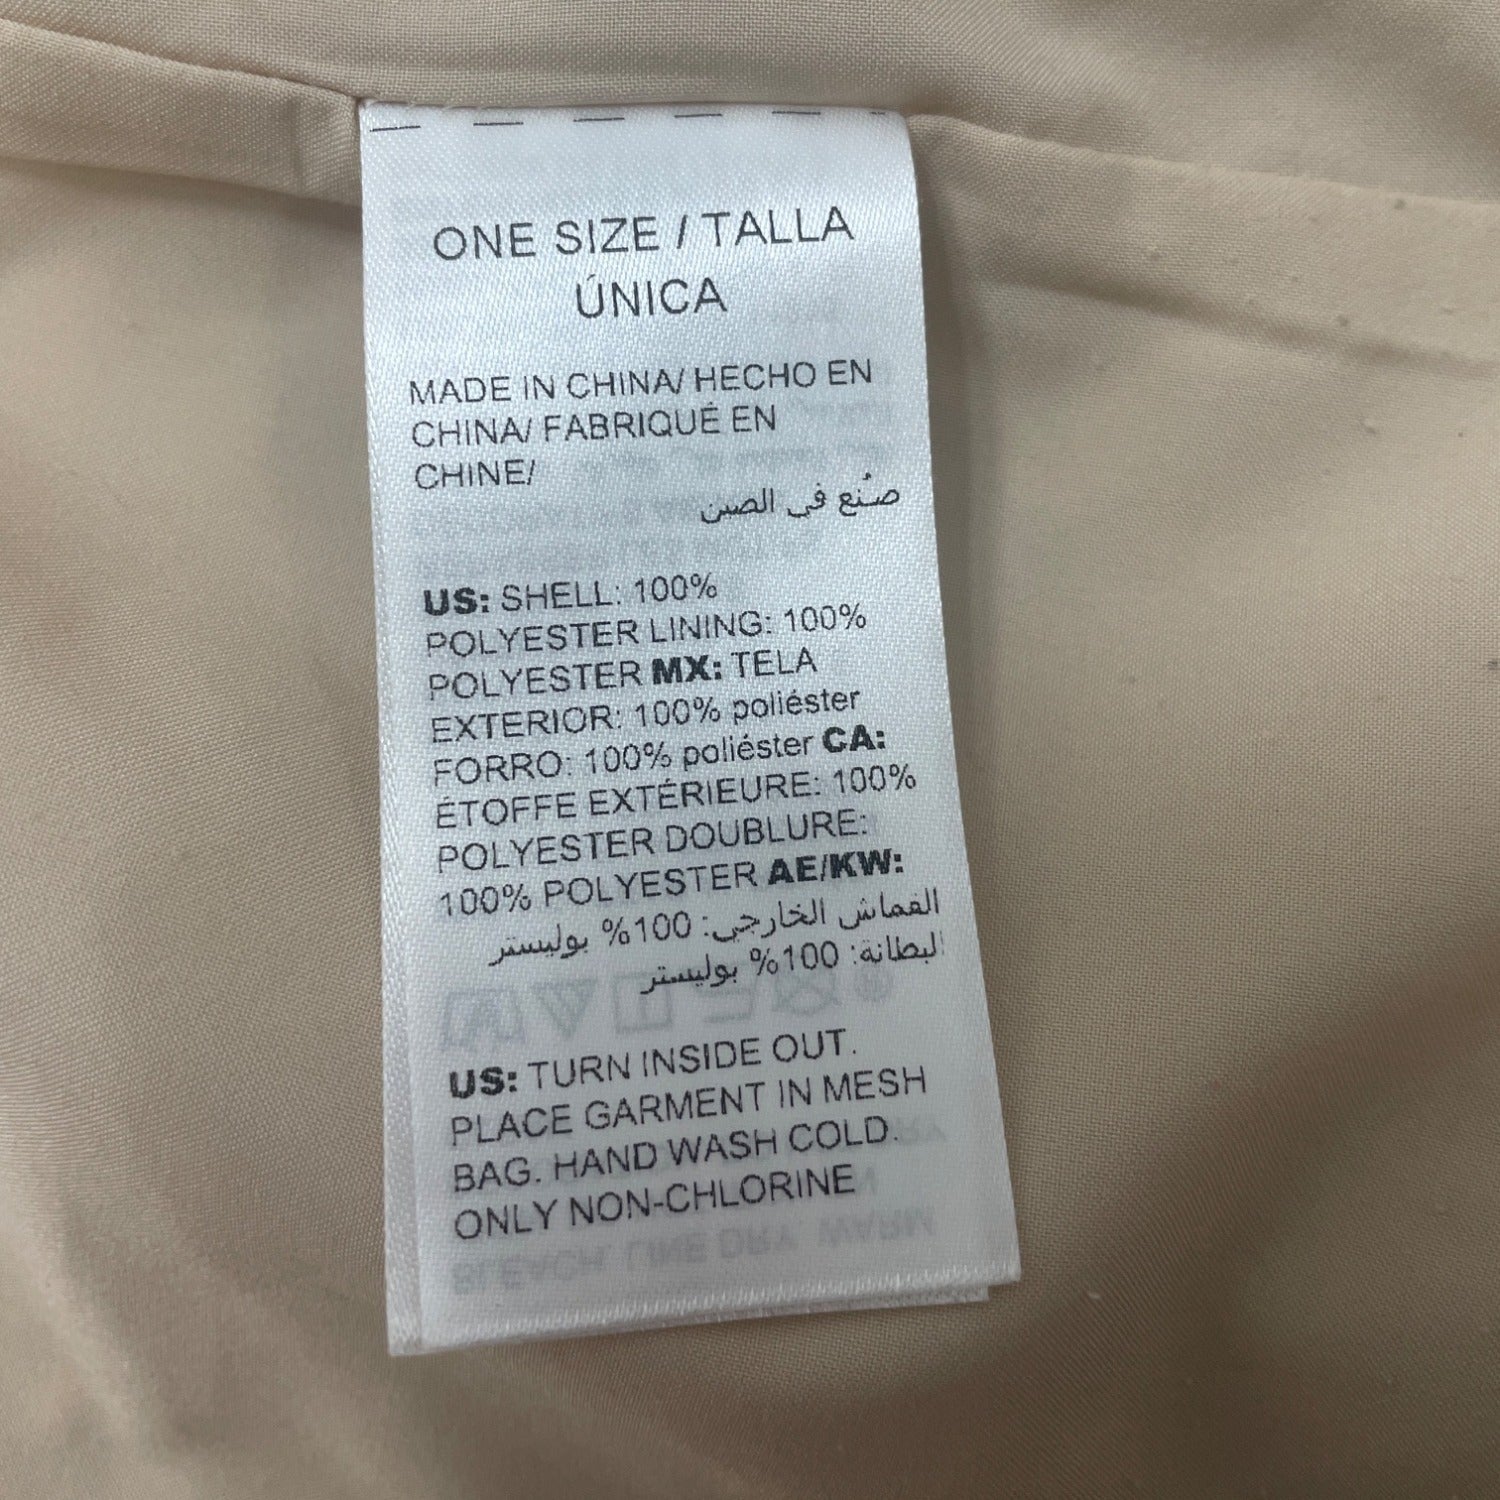 ONE SIZE / TALLA
ÚNICA
MADE IN CHINA/ HECHO EN
CHINA/ FABRIQUÉ EN
CHINE/
صُنع في الصين
US: SHELL: 100%
POLYESTER LINING: 100%
POLYESTER MX: TELA
EXTERIOR: 100% poliéster
FORRO: 100% poliéster CA:
ÉTOFFE EXTÉRIEURE: 100%
POLYESTER DOUBLURE:
100% POLYESTER AE/KW:
القماش الخارجي: 100% بوليستر
البطانة: 100% بوليستر
US: TURN INSIDE OUT.
PLACE GARMENT IN MESH
BAG. HAND WASH COLD.
ONLY NON-CHLORINE